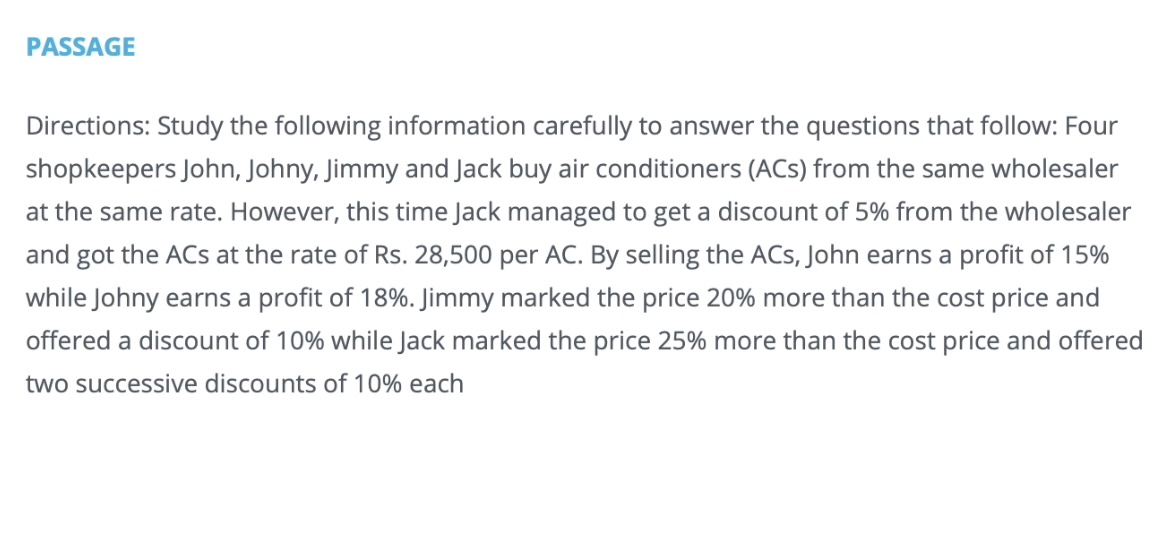 PASSAGE
Directions: Study the following information carefully to answer the questions that follow: Four
shopkeepers John, Johny, Jimmy and Jack buy air conditioners (ACs) from the same wholesaler
at the same rate. However, this time Jack managed to get a discount of 5% from the wholesaler
and got the ACs at the rate of Rs. 28,500 per AC. By selling the ACs, John earns a profit of 15%
while Johny earns a profit of 18%. Jimmy marked the price 20% more than the cost price and
offered a discount of 10% while Jack marked the price 25% more than the cost price and offered
two successive discounts of 10% each